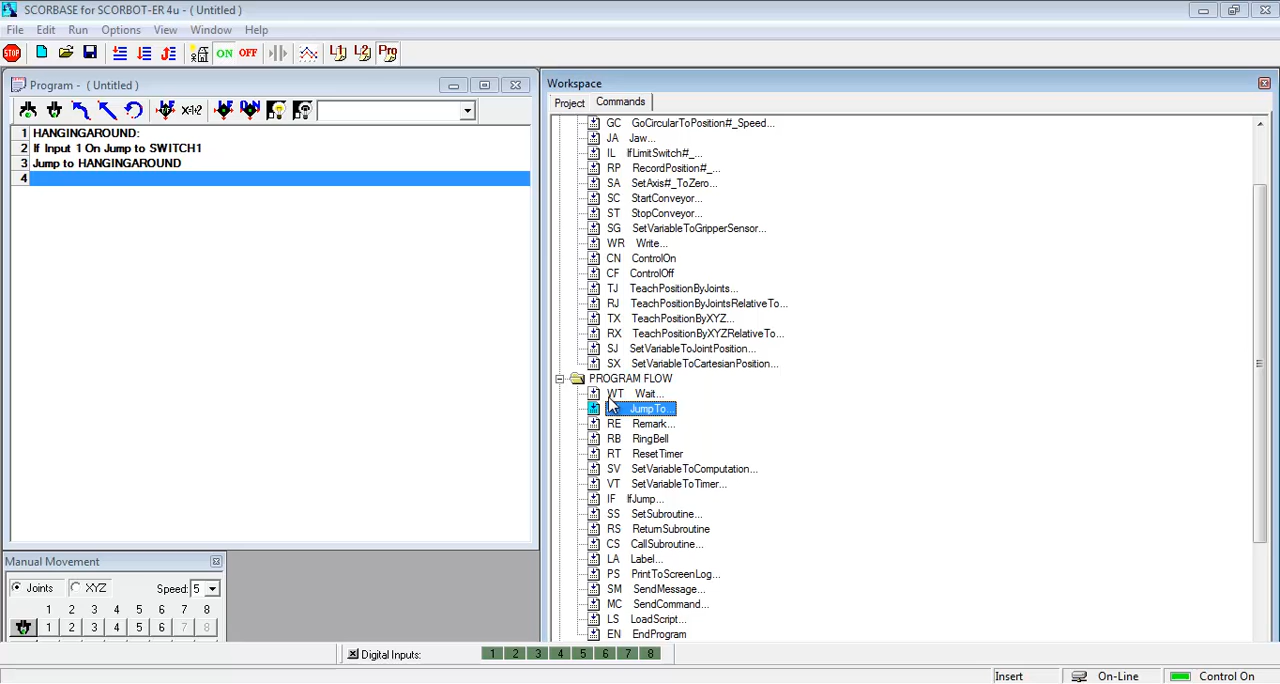 SCORBASE for SCORBOT-ER 4u - ( Untitled )
File Edit Run Options View Window Help
STOP ON OFF L1 L2 Prg
Program - ( Untitled )
1 HANGINGAROUND:
2 If Input 1 On Jump to SWITCH1
3 Jump to HANGINGAROUND
4
Workspace
Project Commands
GC GoCircularToPosition#_Speed...
JA Jaw...
IL IfLimitSwitch#_...
RP RecordPosition#_...
SA SetAxis#_ToZero...
SC StartConveyor...
ST StopConveyor...
SG SetVariableToGripperSensor...
WR Write...
CN ControlOn
CF ControlOff
TJ TeachPositionByJoints...
RJ TeachPositionByJointsRelativeTo...
TX TeachPositionByXYZ...
RX TeachPositionByXYZRelativeTo...
SJ SetVariableToJointPosition...
SX SetVariableToCartesianPosition...
PROGRAM FLOW
WT Wait...
JumpTo...
RE Remark...
RB RingBell
RT ResetTimer
SV SetVariableToComputation...
VT SetVariableToTimer...
IF IfJump...
SS SetSubroutine...
RS ReturnSubroutine
CS CallSubroutine...
LA Label...
PS PrintToScreenLog...
SM SendMessage...
MC SendCommand...
LS LoadScript...
EN EndProgram
Manual Movement
Joints XYZ Speed: 5
1 2 3 4 5 6 7 8
1 2 3 4 5 6 7 8
Digital Inputs: 1 2 3 4 5 6 7 8
Insert On-Line Control On